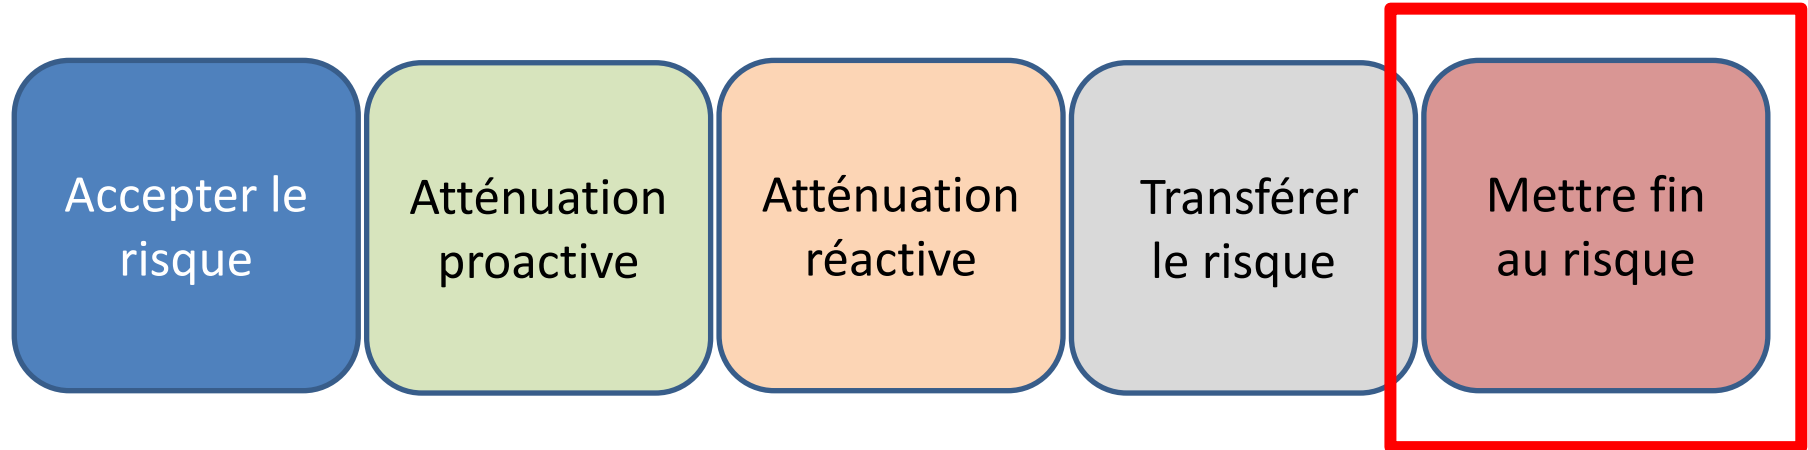 Accepter le
risque
Atténuation
proactive
Atténuation
réactive
Transférer
le risque
Mettre fin
au risque